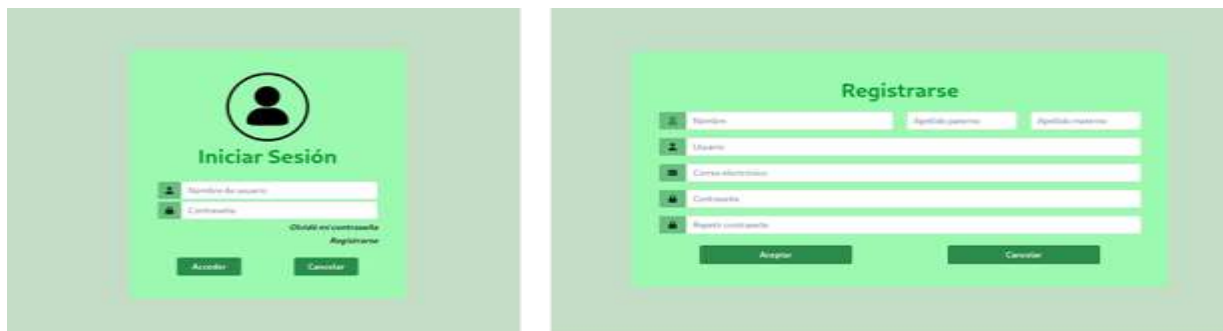 Iniciar Sesión
Nombre de usuario
Contraseña
Olvidé mi contraseña
Registrarse
Acceder Cancelar
Registrarse
Nombre Apellido paterno Apellido materno
Usuario
Correo electrónico
Contraseña
Repetir contraseña
Aceptar Cancelar